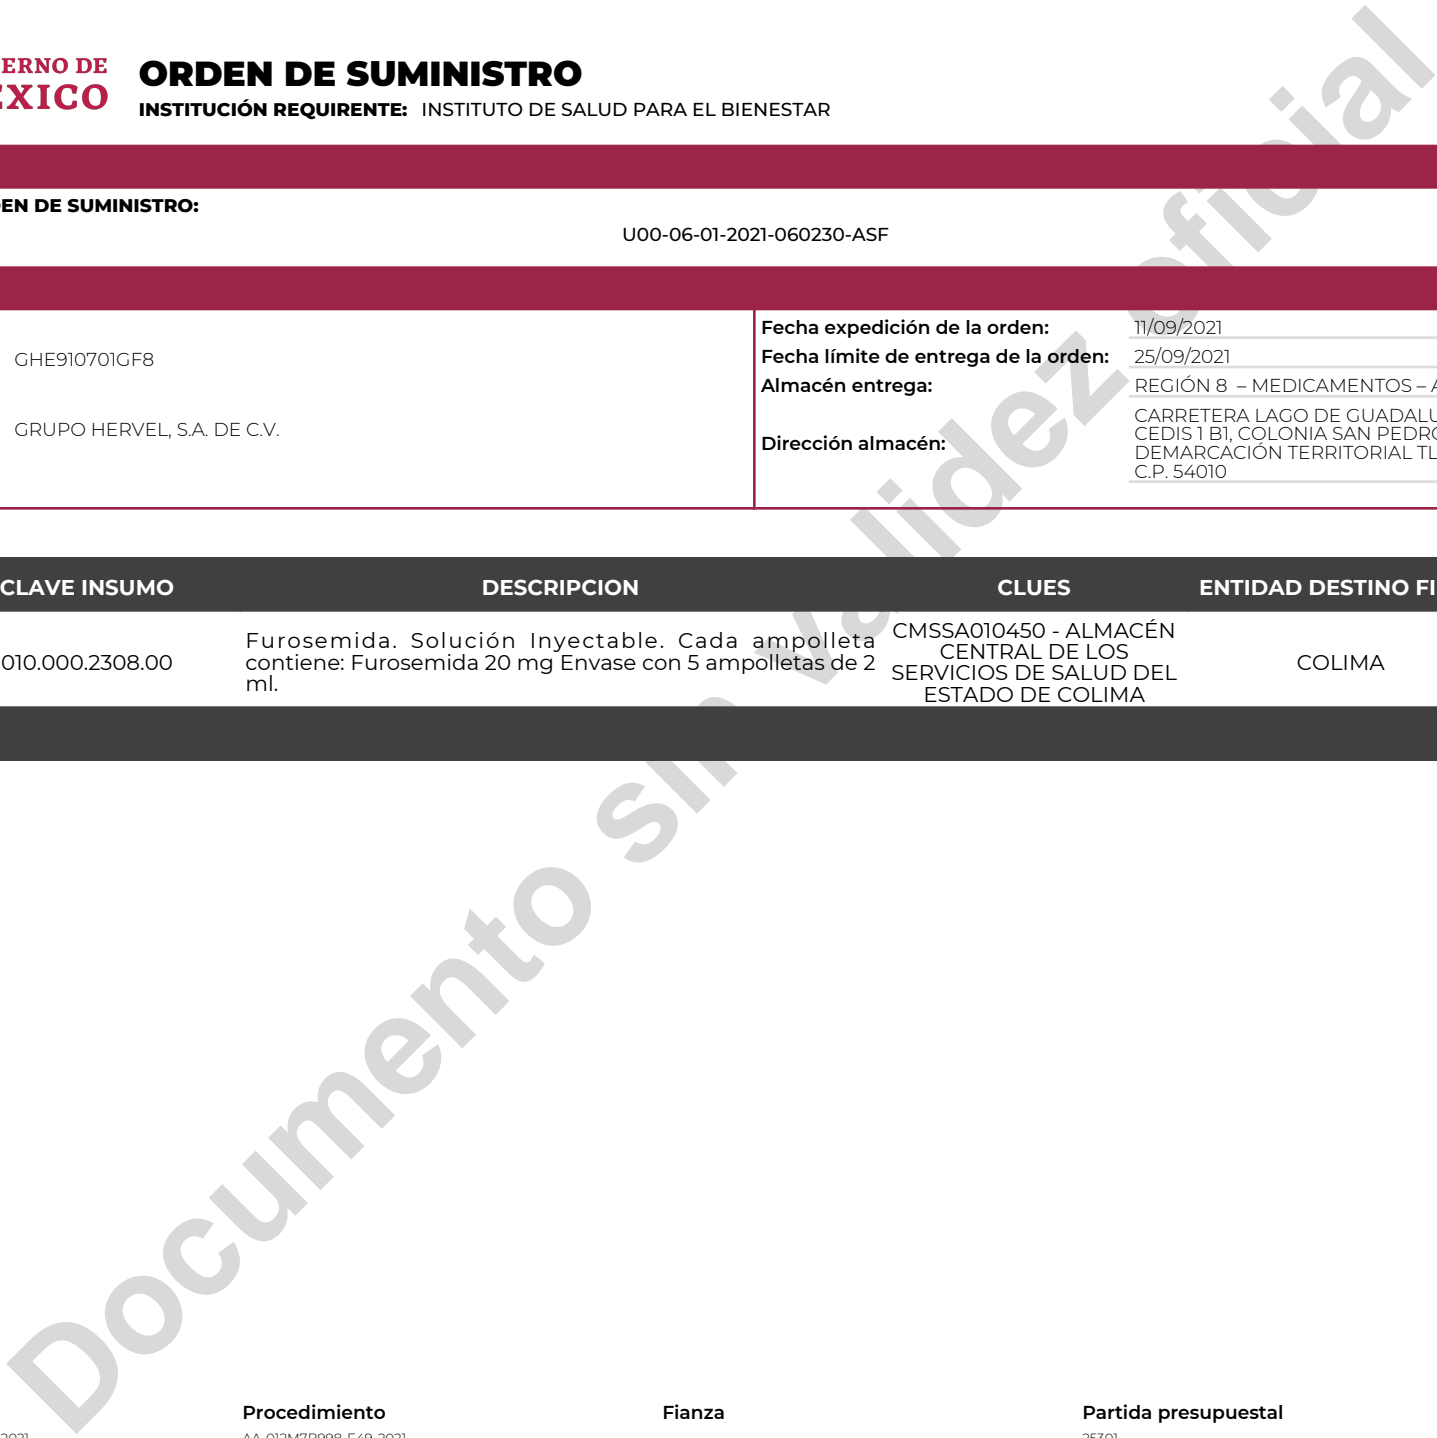 ERNO DE
EXICO
ORDEN DE SUMINISTRO
INSTITUCIÓN REQUIRENTE: INSTITUTO DE SALUD PARA EL BIENESTAR
EN DE SUMINISTRO:
U00-06-01-2021-060230-ASF
GHE910701GF8
GRUPO HERVEL, S.A. DE C.V.
Fecha expedición de la orden: 11/09/2021
Fecha límite de entrega de la orden: 25/09/2021
Almacén entrega: REGIÓN 8 – MEDICAMENTOS – A
Dirección almacén:
CARRETERA LAGO DE GUADALU
CEDIS 1 B1, COLONIA SAN PEDRO
DEMARCACIÓN TERRITORIAL TL
C.P. 54010
CLAVE INSUMO DESCRIPCION CLUES ENTIDAD DESTINO FI
010.000.2308.00
Furosemida. Solución Inyectable. Cada ampolleta
contiene: Furosemida 20 mg Envase con 5 ampolletas de 2
ml.
CMSSA010450 - ALMACÉN
CENTRAL DE LOS
SERVICIOS DE SALUD DEL
ESTADO DE COLIMA
COLIMA
Documento sin validez oficial
Procedimiento Fianza Partida presupuestal